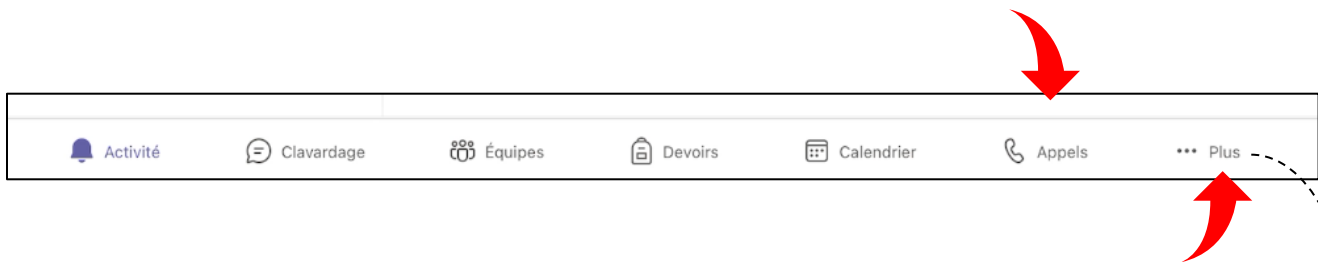 Activité Clavardage Équipes Devoirs Calendrier Appels ••• Plus